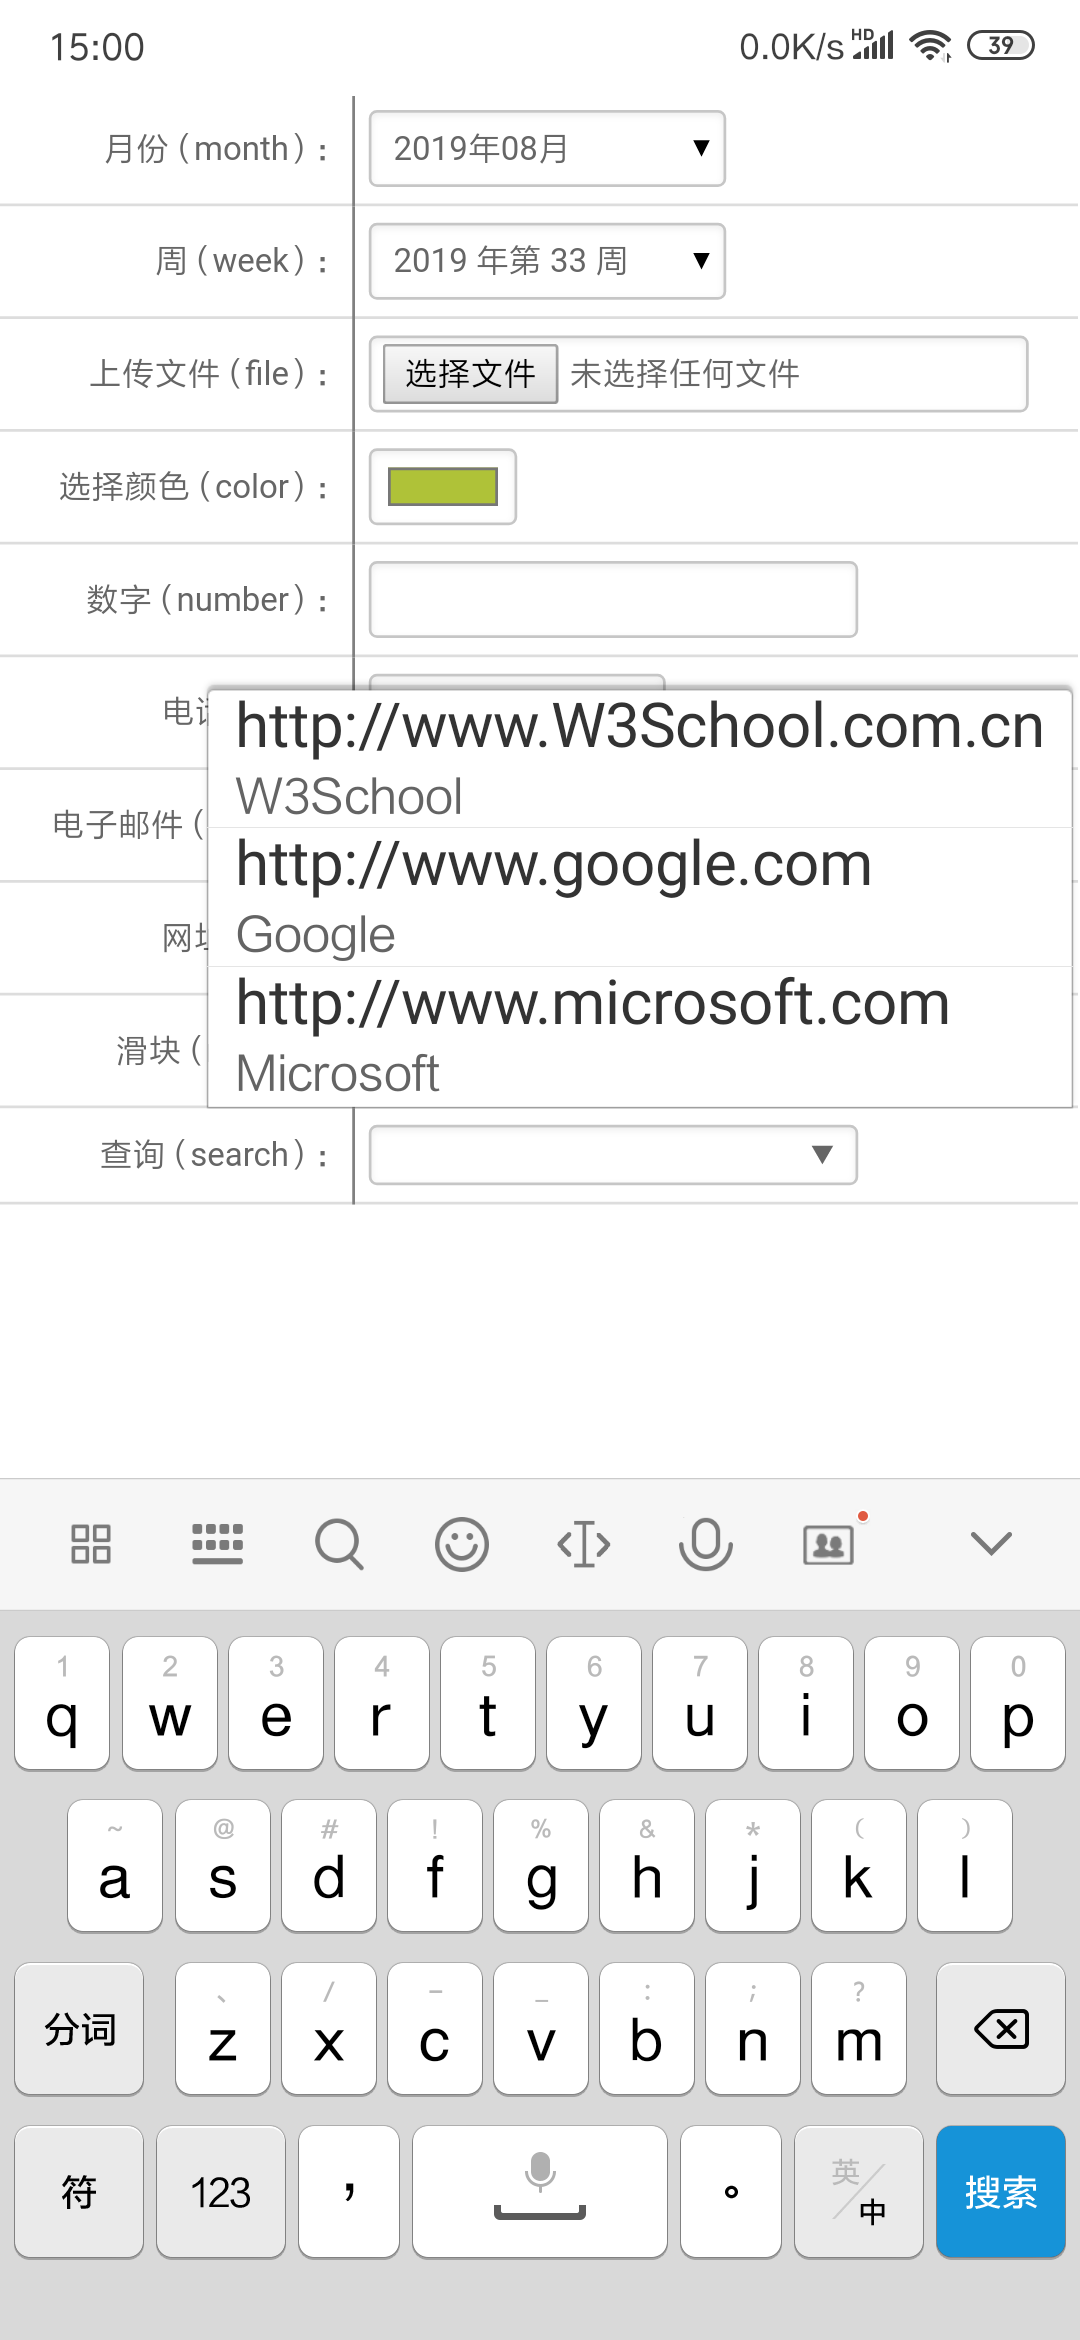 15:00 0.0K/s HD 39
月份（month）： 2019年08月
周（week）： 2019 年第 33 周
上传文件（file）： 选择文件 未选择任何文件
选择颜色（color）：
数字（number）：
电
http://www.W3School.com.cn
W3School
电子邮件（
http://www.google.com
Google
网
http://www.microsoft.com
滑块（
Microsoft
查询（search）：
1 2 3 4 5 6 7 8 9 0
q w e r t y u i o p
~ @ # ! % & * ( )
a s d f g h j k l
、 / – _ : ; ?
分词 z x c v b n m
符 123 ， 。 英/中 搜索